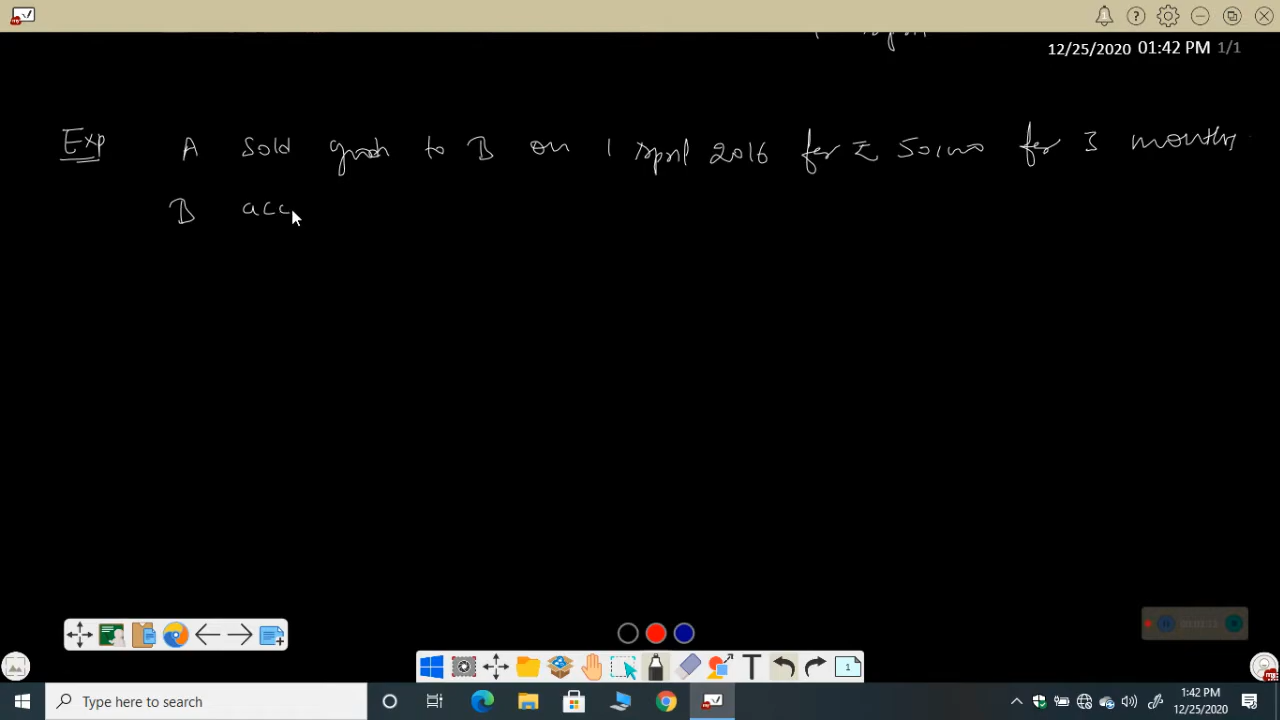 12/25/2020 01:42 PM 1/1
Exp A sold goods to B on 1 April 2016 for ₹ 50,000 for 3 months
B acc
T
1
Type here to search
1:42 PM
12/25/2020